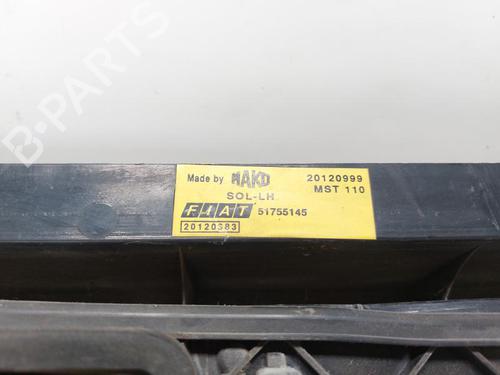 B-PARTS
Made by MAKO 20120999
SOL-LH MST 110
FIAT 51755145
20120383